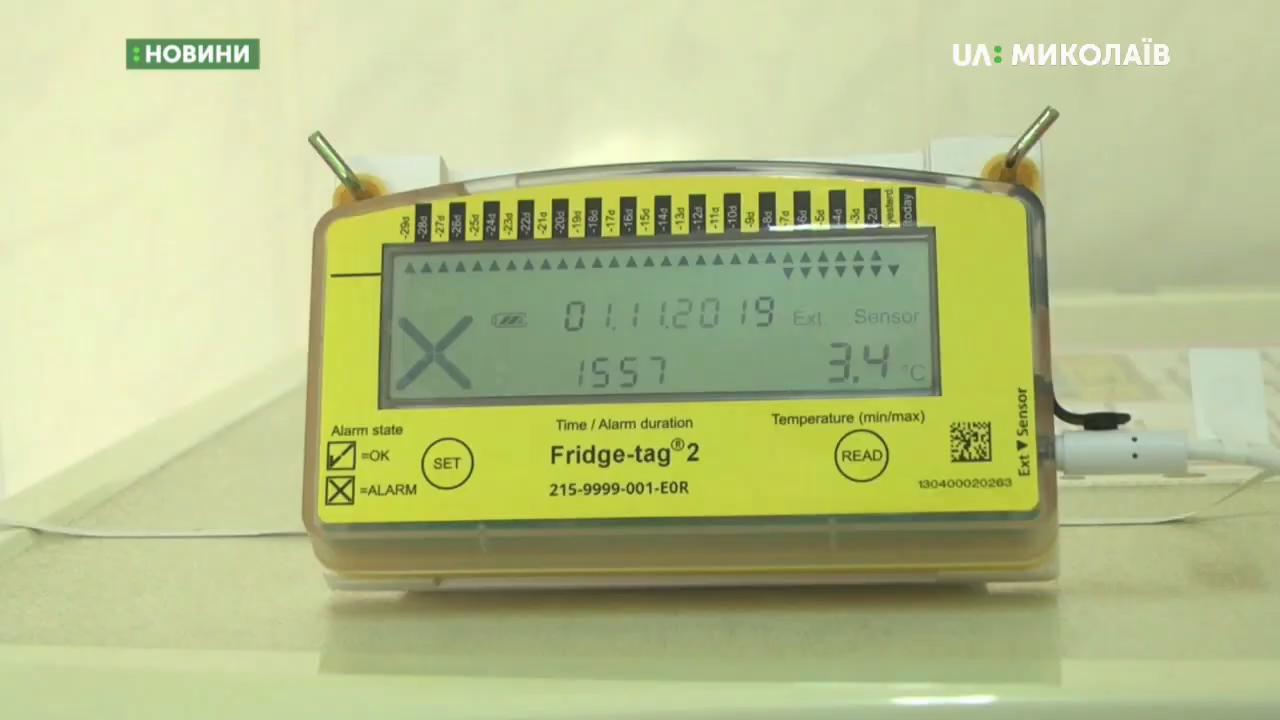 :НОВИНИ
UA: МИКОЛАЇВ
-29d -28d -27d -26d -25d -24d -23d -22d -21d -20d -19d -18d -17d -16d -15d -14d -13d -12d -11d -10d -9d -8d -7d -6d -5d -4d -3d -2d yesterd. today
01.11.2019 Ext. Sensor
1557 3.4 °C
Alarm state
=OK
=ALARM
SET
Time / Alarm duration
Fridge-tag® 2
215-9999-001-E0R
Temperature (min/max)
READ
130400020263
Ext ▼ Sensor